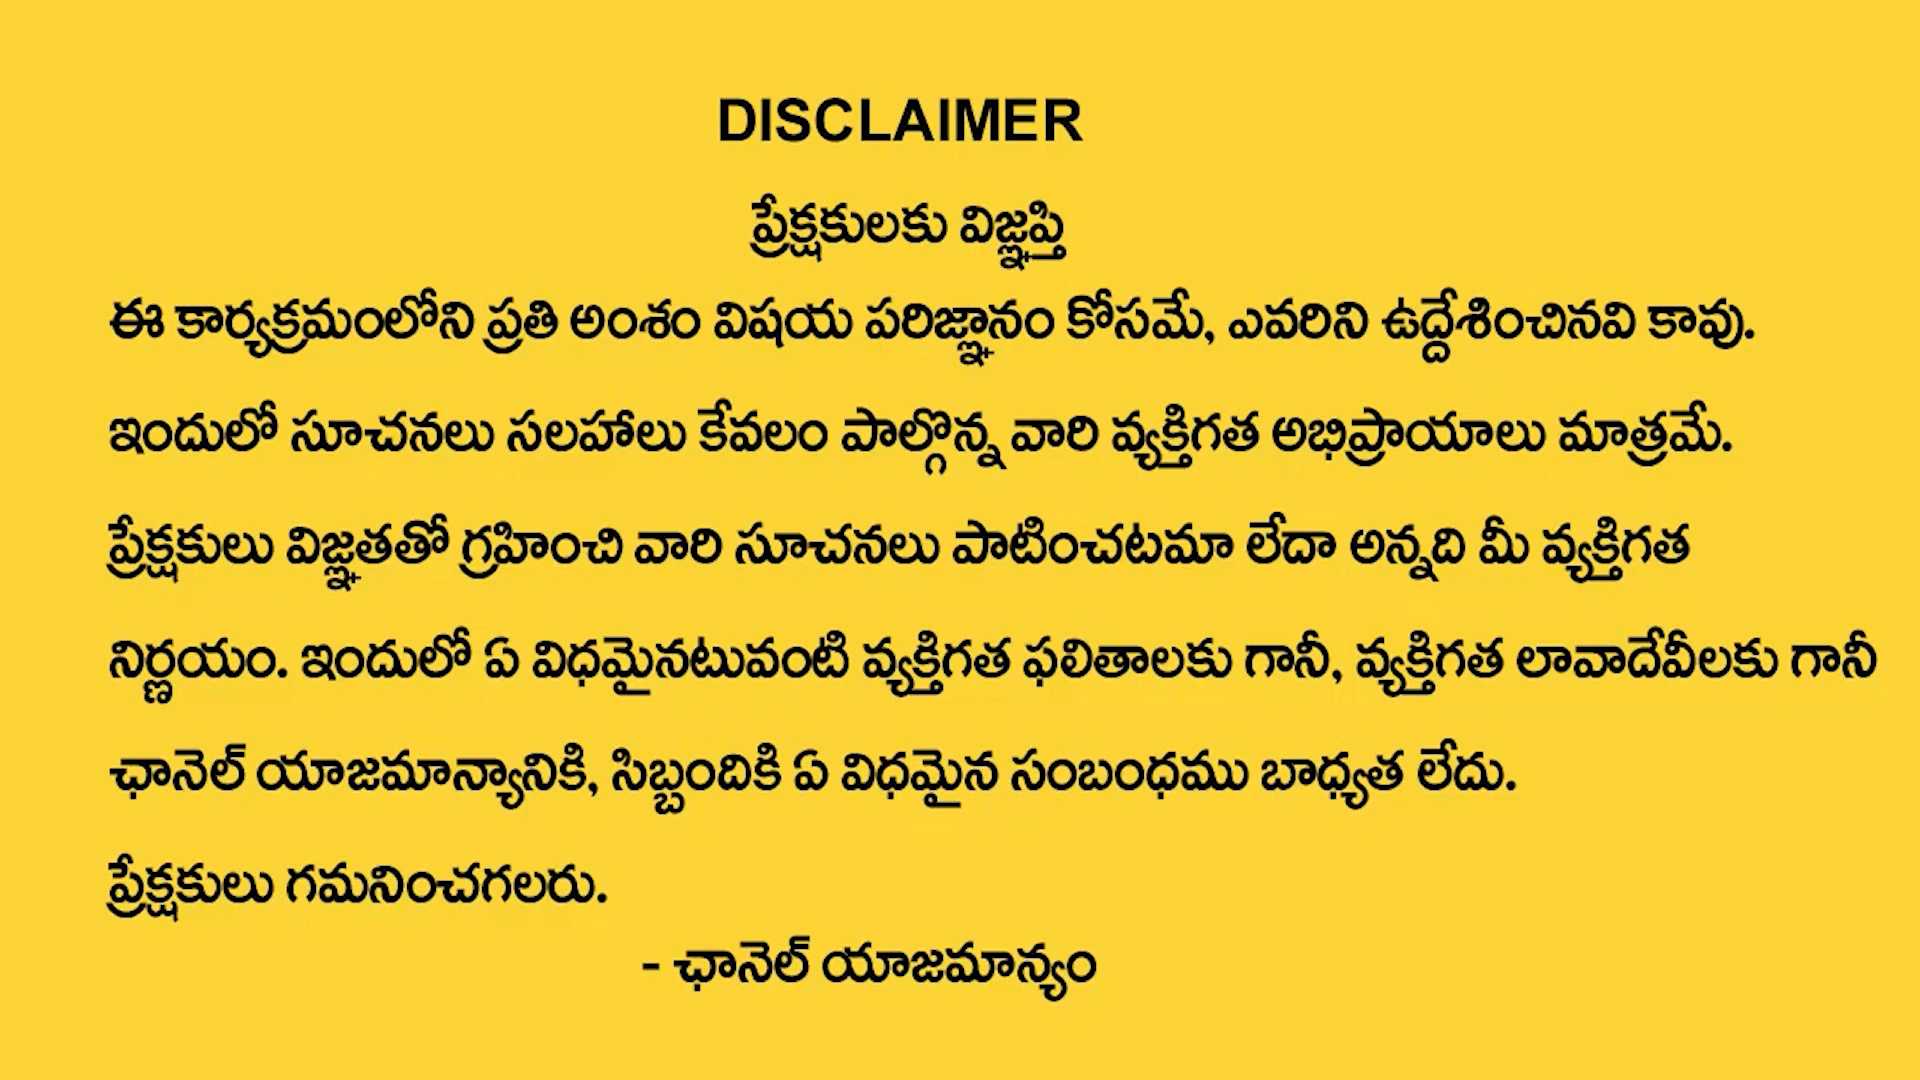 DISCLAIMER
ప్రేక్షకులకు విజ్ఞప్తి
ఈ కార్యక్రమంలోని ప్రతి అంశం విషయ పరిజ్ఞానం కోసమే, ఎవరిని ఉద్దేశించినవి కావు.
ఇందులో సూచనలు సలహాలు కేవలం పాల్గొన్న వారి వ్యక్తిగత అభిప్రాయాలు మాత్రమే.
ప్రేక్షకులు విజ్ఞతతో గ్రహించి వారి సూచనలు పాటించటమా లేదా అన్నది మీ వ్యక్తిగత
నిర్ణయం. ఇందులో ఏ విధమైనటువంటి వ్యక్తిగత ఫలితాలకు గానీ, వ్యక్తిగత లావాదేవీలకు గానీ
ఛానెల్ యాజమాన్యానికి, సిబ్బందికి ఏ విధమైన సంబంధము బాధ్యత లేదు.
ప్రేక్షకులు గమనించగలరు.
- ఛానెల్ యాజమాన్యం